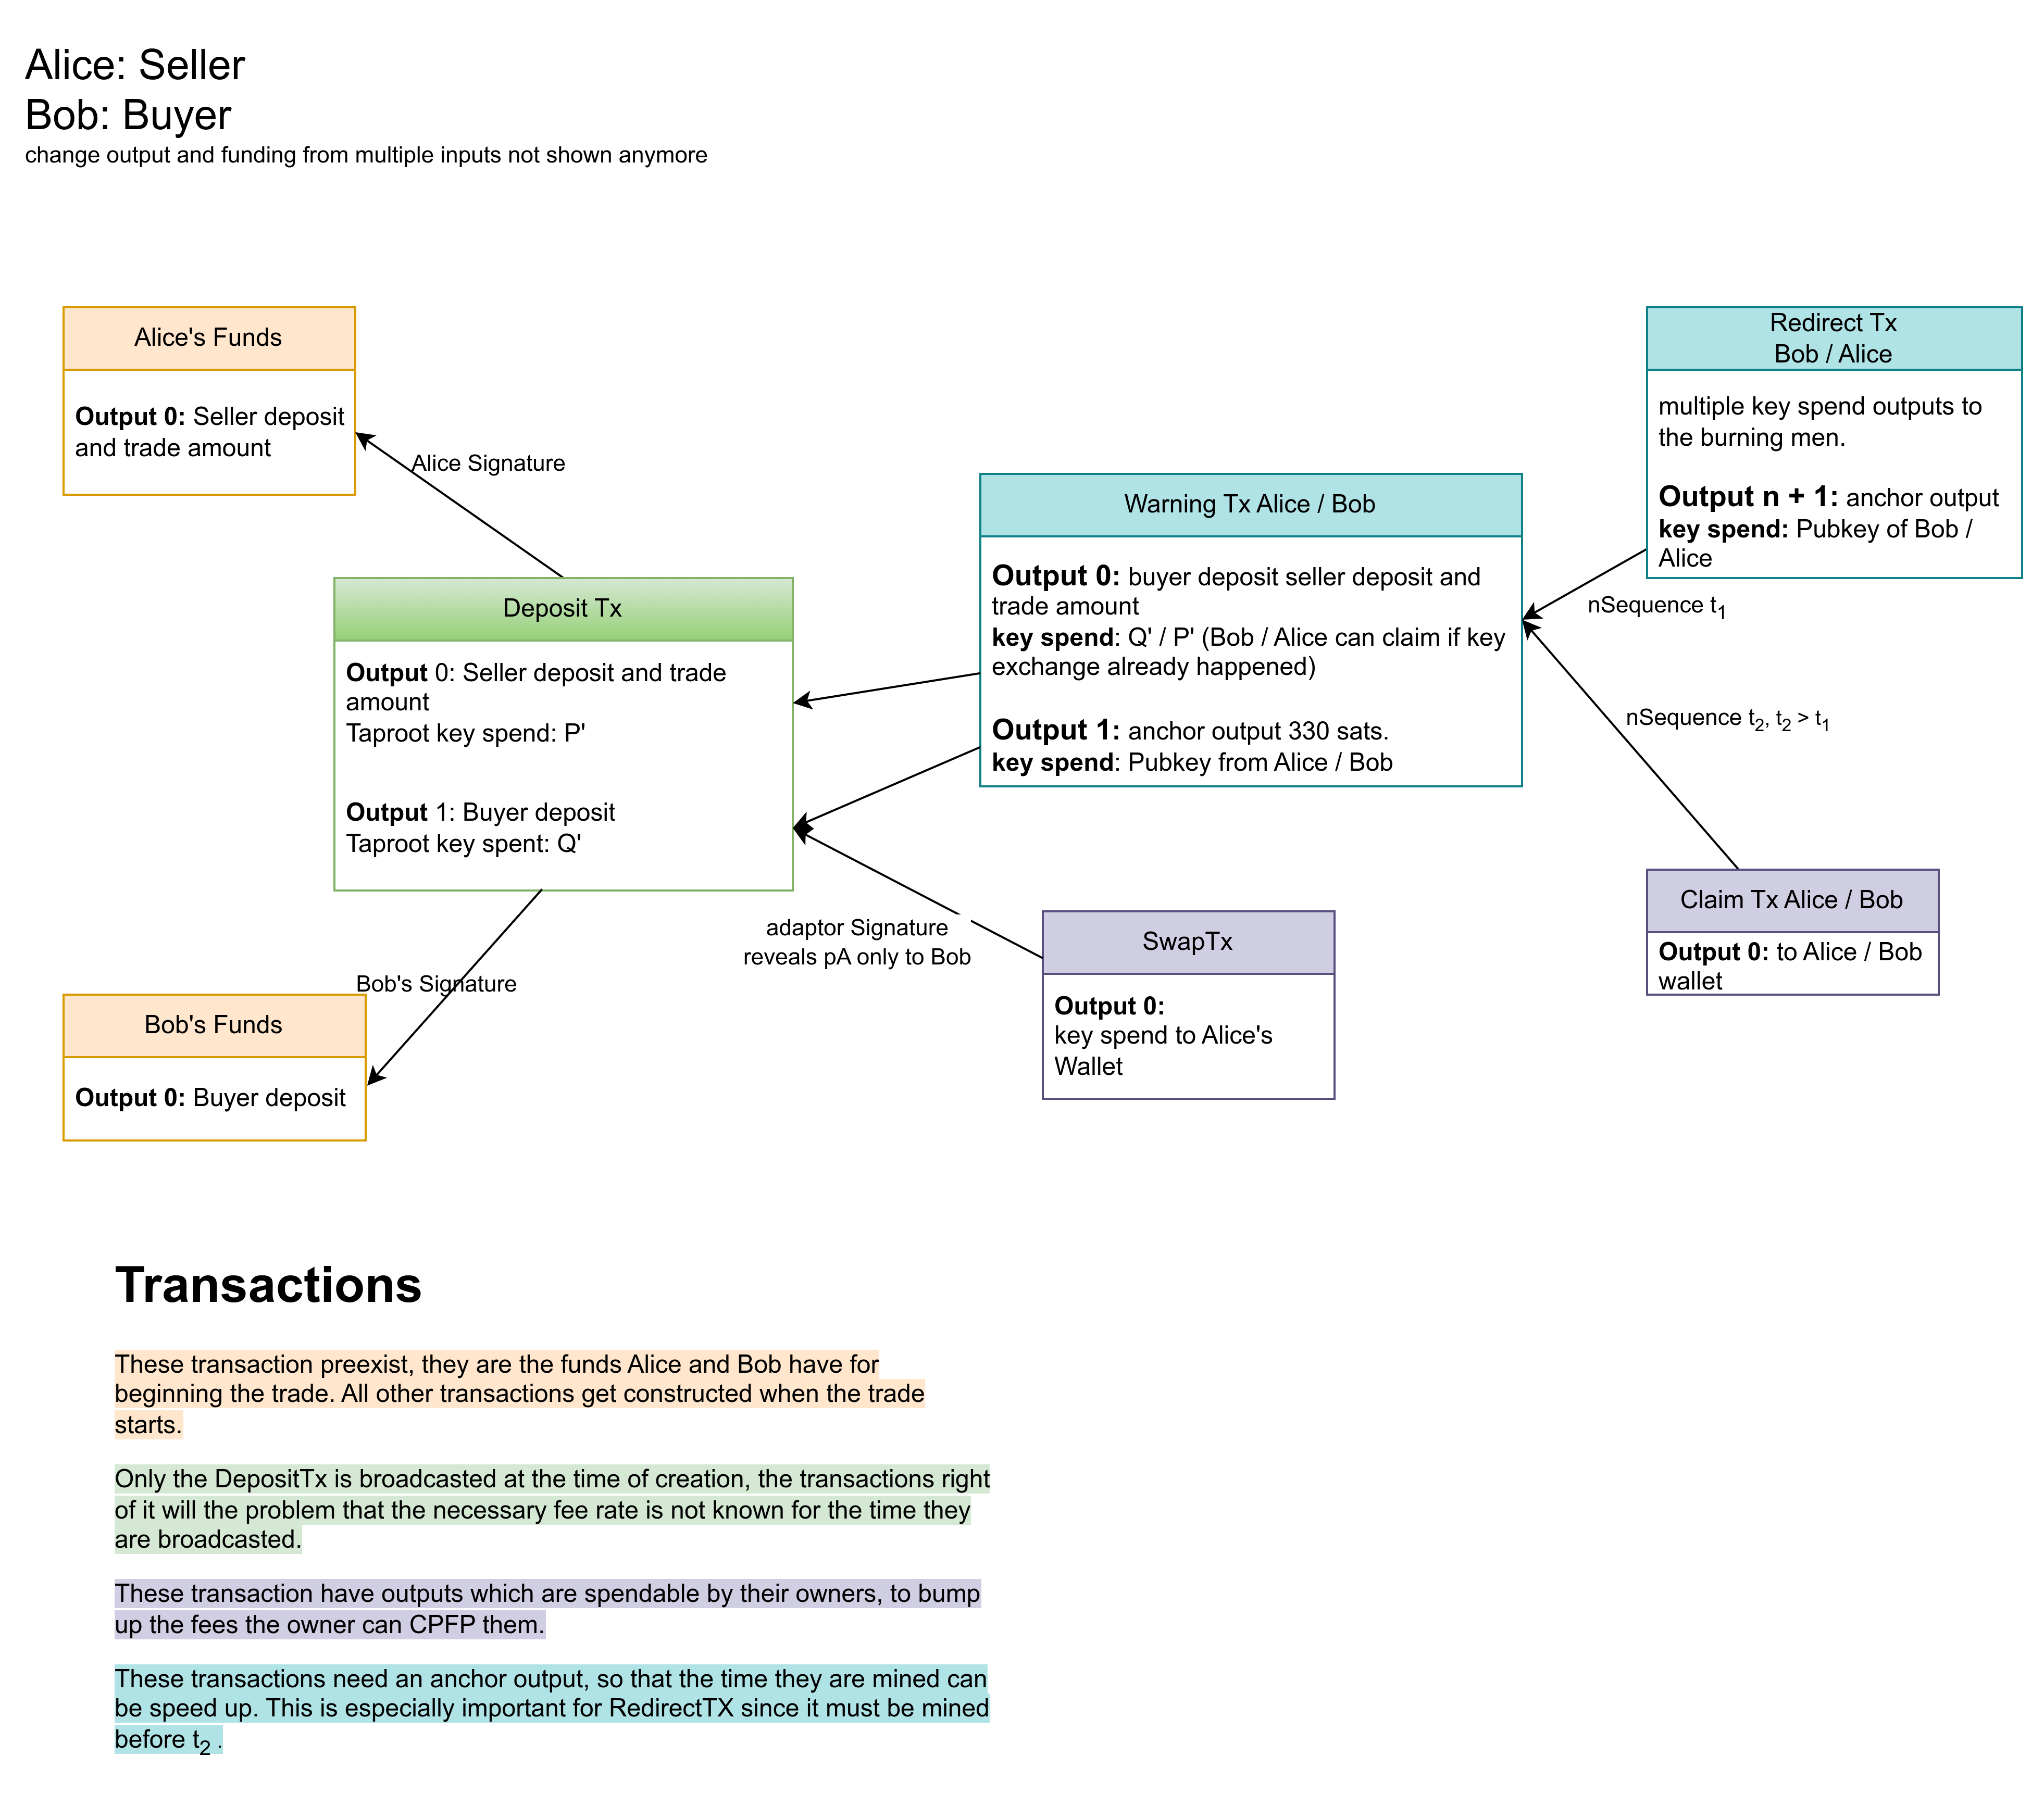 Alice: Seller
Bob: Buyer
change output and funding from multiple inputs not shown anymore
Alice's Funds
Output 0: Seller deposit
and trade amount
Alice Signature
Deposit Tx
Output 0: Seller deposit and trade
amount
Taproot key spend: P'
Output 1: Buyer deposit
Taproot key spent: Q'
Bob's Signature
Bob's Funds
Output 0: Buyer deposit
Warning Tx Alice / Bob
Output 0: buyer deposit seller deposit and
trade amount
key spend: Q' / P' (Bob / Alice can claim if key
exchange already happened)
Output 1: anchor output 330 sats.
key spend: Pubkey from Alice / Bob
adaptor Signature
reveals pA only to Bob
SwapTx
Output 0:
key spend to Alice's
Wallet
Redirect Tx
Bob / Alice
multiple key spend outputs to
the burning men.
Output n + 1: anchor output
key spend: Pubkey of Bob /
Alice
nSequence t1
nSequence t2, t2 > t1
Claim Tx Alice / Bob
Output 0: to Alice / Bob
wallet
Transactions
These transaction preexist, they are the funds Alice and Bob have for
beginning the trade. All other transactions get constructed when the trade
starts.
Only the DepositTx is broadcasted at the time of creation, the transactions right
of it will the problem that the necessary fee rate is not known for the time they
are broadcasted.
These transaction have outputs which are spendable by their owners, to bump
up the fees the owner can CPFP them.
These transactions need an anchor output, so that the time they are mined can
be speed up. This is especially important for RedirectTX since it must be mined
before t2 .